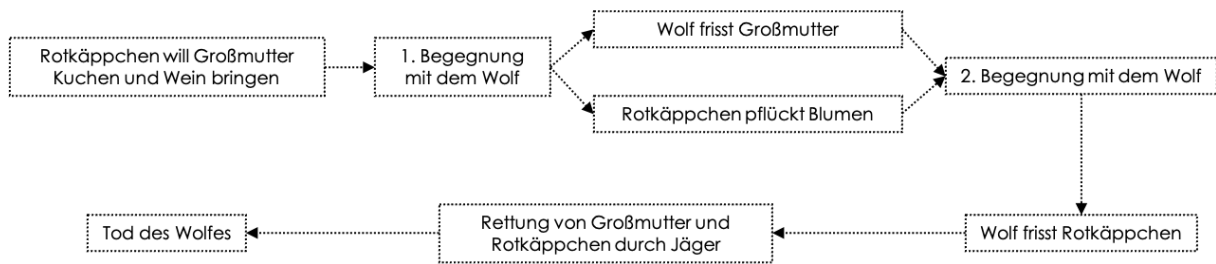 Rotkäppchen will Großmutter
Kuchen und Wein bringen
1. Begegnung
mit dem Wolf
Wolf frisst Großmutter
Rotkäppchen pflückt Blumen
2. Begegnung mit dem Wolf
Wolf frisst Rotkäppchen
Rettung von Großmutter und
Rotkäppchen durch Jäger
Tod des Wolfes